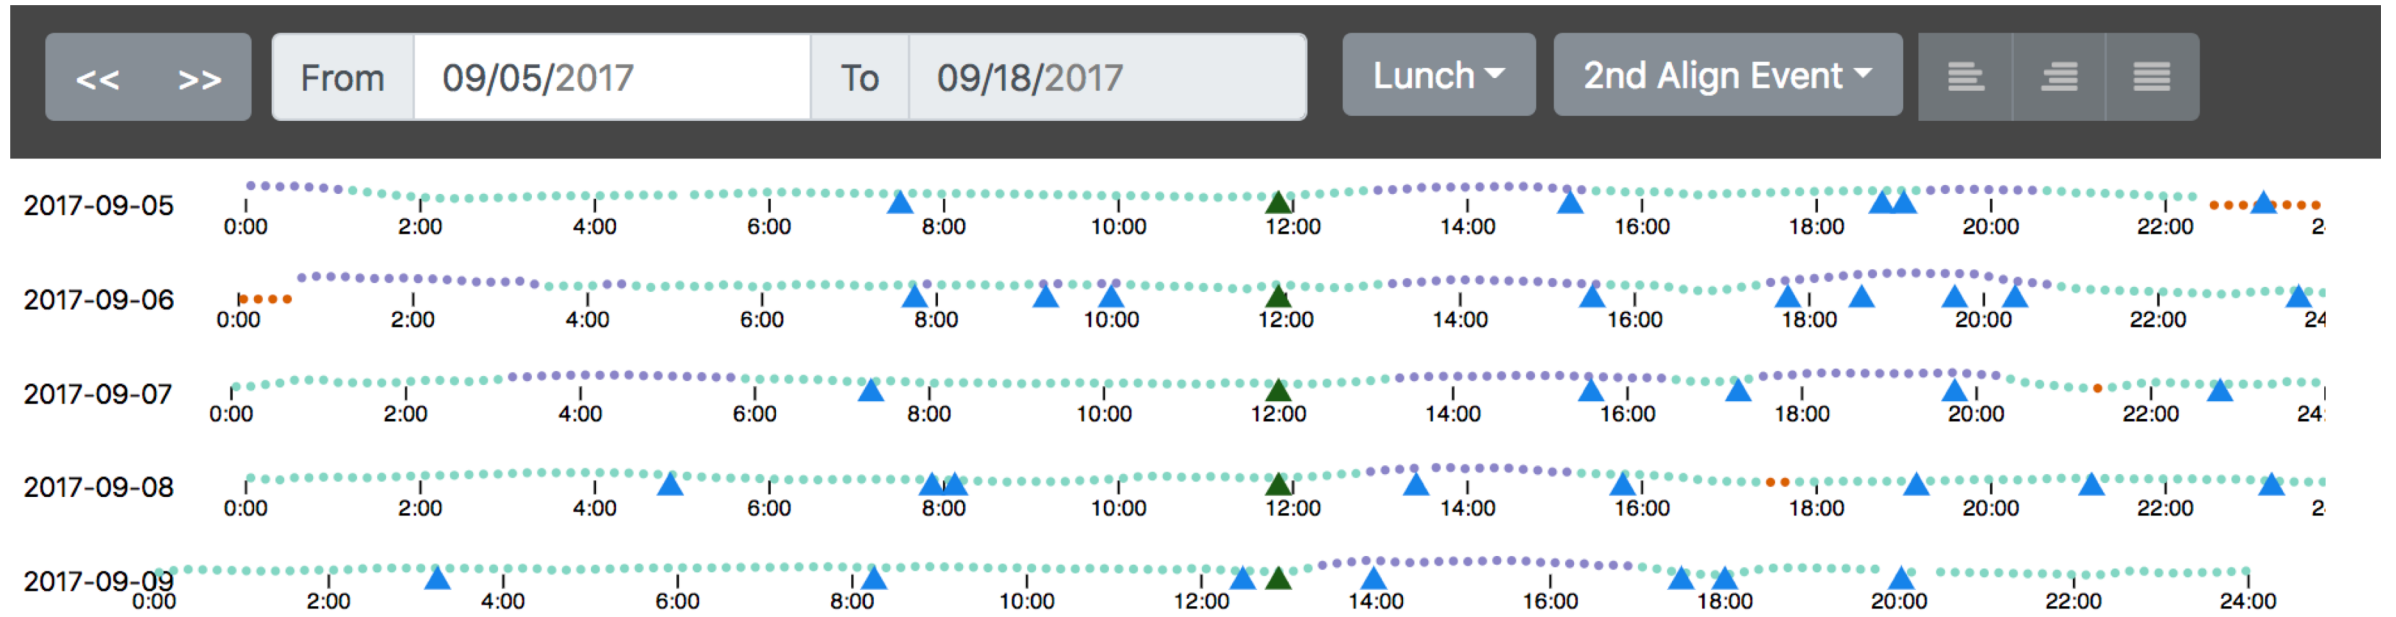 << >> From 09/05/2017 To 09/18/2017 Lunch 2nd Align Event
2017-09-05
0:00 2:00 4:00 6:00 8:00 10:00 12:00 14:00 16:00 18:00 20:00 22:00 2
2017-09-06
0:00 2:00 4:00 6:00 8:00 10:00 12:00 14:00 16:00 18:00 20:00 22:00 24
2017-09-07
0:00 2:00 4:00 6:00 8:00 10:00 12:00 14:00 16:00 18:00 20:00 22:00 24:
2017-09-08
0:00 2:00 4:00 6:00 8:00 10:00 12:00 14:00 16:00 18:00 20:00 22:00 2
2017-09-09
0:00 2:00 4:00 6:00 8:00 10:00 12:00 14:00 16:00 18:00 20:00 22:00 24:00